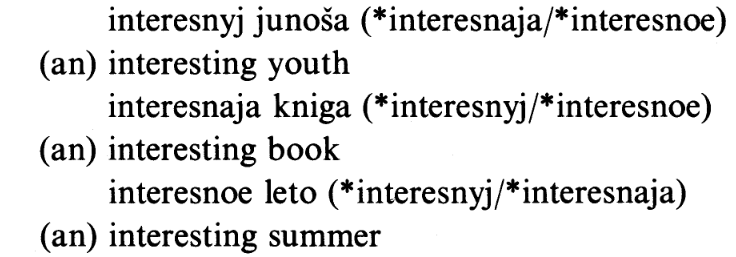 interesnyj junoša (*interesnaja/*interesnoe)
(an) interesting youth
interesnaja kniga (*interesnyj/*interesnoe)
(an) interesting book
interesnoe leto (*interesnyj/*interesnaja)
(an) interesting summer